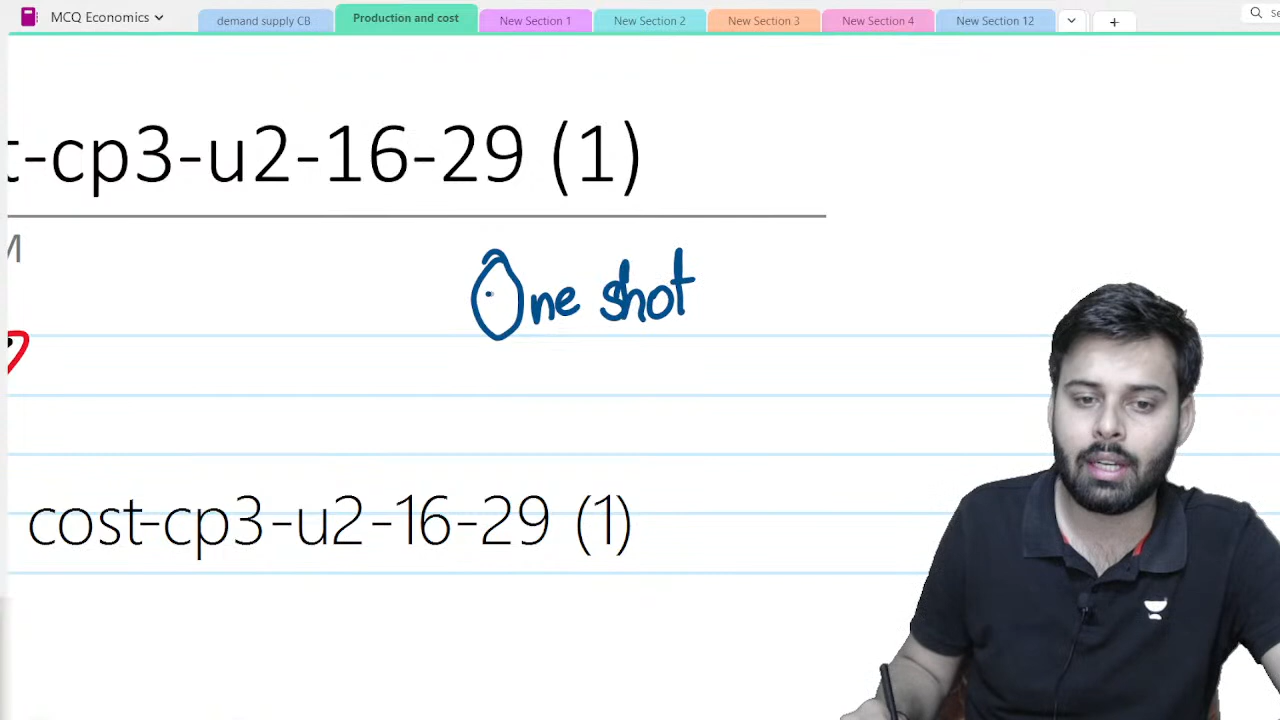 MCQ Economics
demand supply CB
Production and cost
New Section 1
New Section 2
New Section 3
New Section 4
New Section 12
t-cp3-u2-16-29 (1)
M
One shot
cost-cp3-u2-16-29 (1)